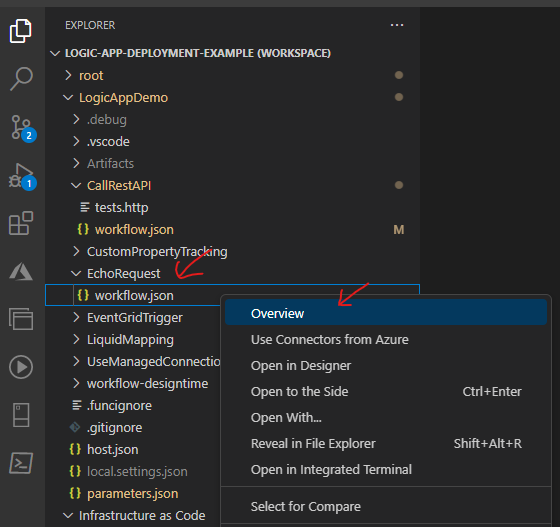 EXPLORER
···
LOGIC-APP-DEPLOYMENT-EXAMPLE (WORKSPACE)
root
LogicAppDemo
.debug
.vscode
Artifacts
CallRestAPI
tests.http
{} workflow.json M
CustomPropertyTracking
EchoRequest
{} workflow.json
EventGridTrigger
LiquidMapping
UseManagedConnectio
workflow-designtime
.funcignore
.gitignore
{} host.json
{} local.settings.json
{} parameters.json
Infrastructure as Code
2
1
Overview
Use Connectors from Azure
Open in Designer
Open to the Side Ctrl+Enter
Open With...
Reveal in File Explorer Shift+Alt+R
Open in Integrated Terminal
Select for Compare